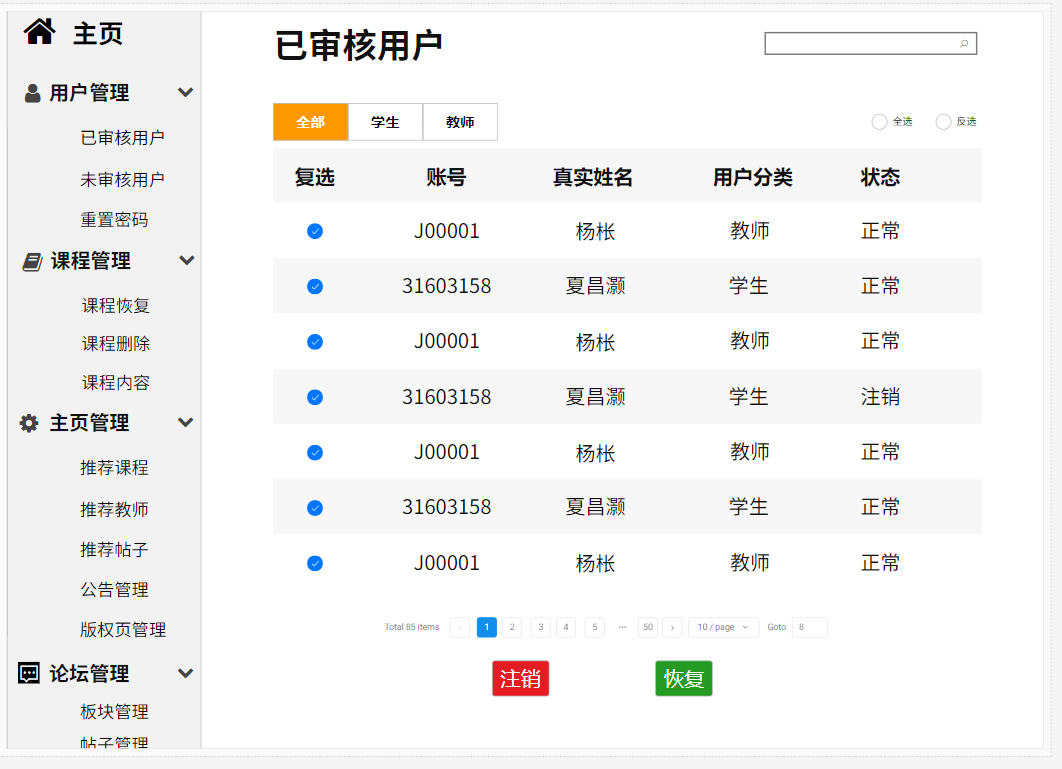 主页
用户管理
已审核用户
未审核用户
重置密码
课程管理
课程恢复
课程删除
课程内容
主页管理
推荐课程
推荐教师
推荐帖子
公告管理
版权页管理
论坛管理
板块管理
帖子管理
已审核用户
全部 学生 教师
全选 反选
复选 账号 真实姓名 用户分类 状态
J00001 杨枨 教师 正常
31603158 夏昌灏 学生 正常
J00001 杨枨 教师 正常
31603158 夏昌灏 学生 注销
J00001 杨枨 教师 正常
31603158 夏昌灏 学生 正常
J00001 杨枨 教师 正常
Total 85 items ‹ 1 2 3 4 5 ··· 50 › 10 / page Goto 8
注销 恢复